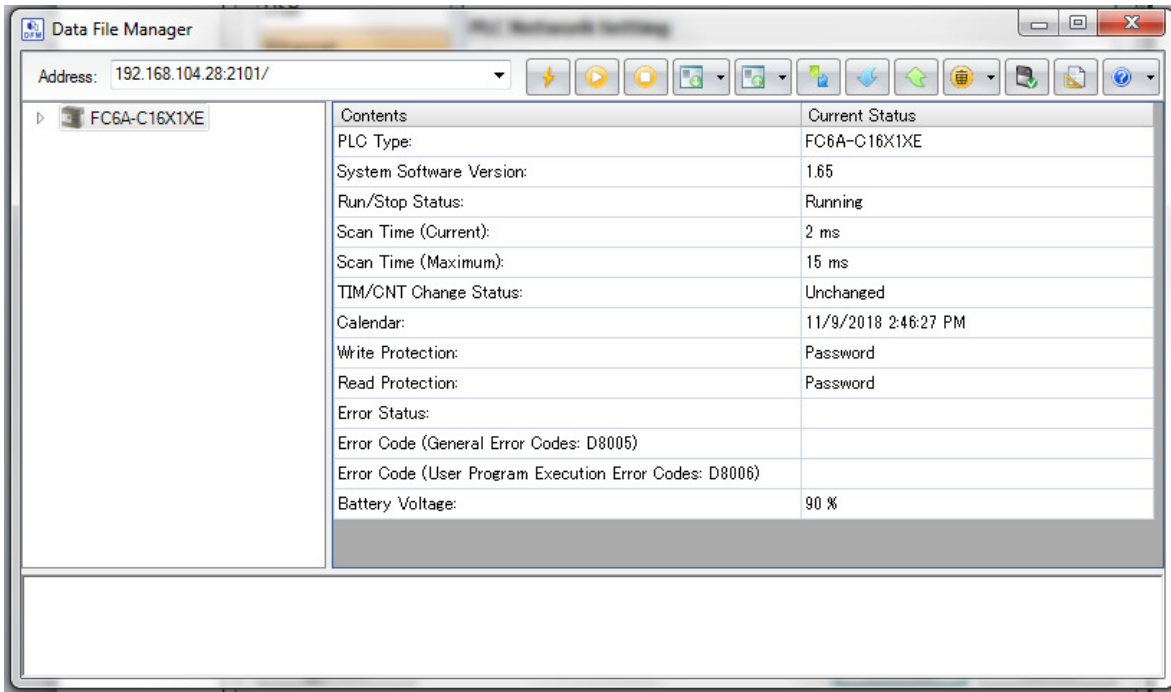 Data File Manager
Address: 192.168.104.28:2101/
FC6A-C16X1XE
Contents Current Status
PLC Type: FC6A-C16X1XE
System Software Version: 1.65
Run/Stop Status: Running
Scan Time (Current): 2 ms
Scan Time (Maximum): 15 ms
TIM/CNT Change Status: Unchanged
Calendar: 11/9/2018 2:46:27 PM
Write Protection: Password
Read Protection: Password
Error Status:
Error Code (General Error Codes: D8005)
Error Code (User Program Execution Error Codes: D8006)
Battery Voltage: 90 %